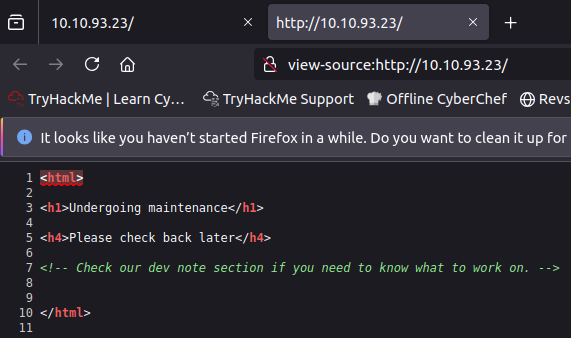 10.10.93.23/
http://10.10.93.23/
view-source:http://10.10.93.23/
TryHackMe | Learn Cy… TryHackMe Support Offline CyberChef Revs
It looks like you haven’t started Firefox in a while. Do you want to clean it up for
1 <html>
2
3 <h1>Undergoing maintenance</h1>
4
5 <h4>Please check back later</h4>
6
7 <!-- Check our dev note section if you need to know what to work on. -->
8
9
10 </html>
11